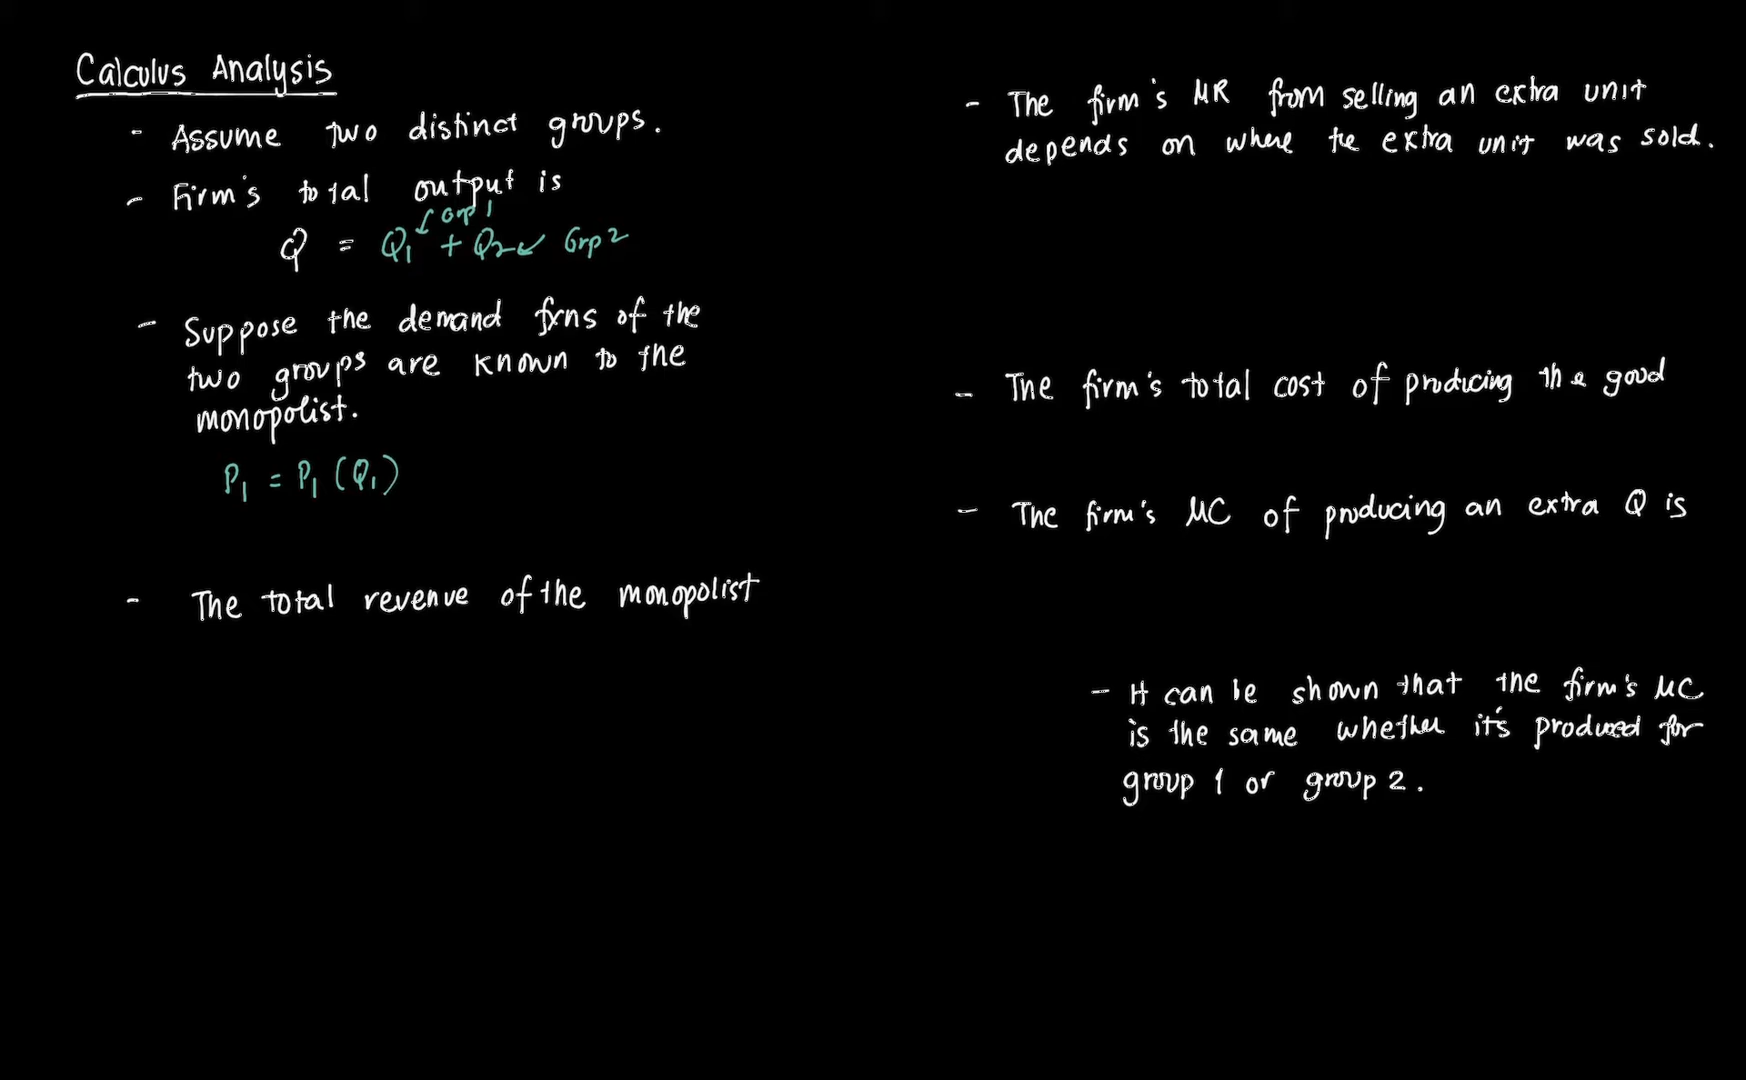 Calculus Analysis
- Assume two distinct groups.
- Firm's total output is
Grp 1
Q = Q₁ + Q₂ Grp 2
- Suppose the demand fxns of the
two groups are known to the
monopolist.
P₁ = P₁ (Q₁)
- The total revenue of the monopolist
- The firm's MR from selling an extra unit
depends on where the extra unit was sold.
- The firm's total cost of producing the good
- The firm's MC of producing an extra Q is
- It can be shown that the firm's MC
is the same whether it's produced for
group 1 or group 2.